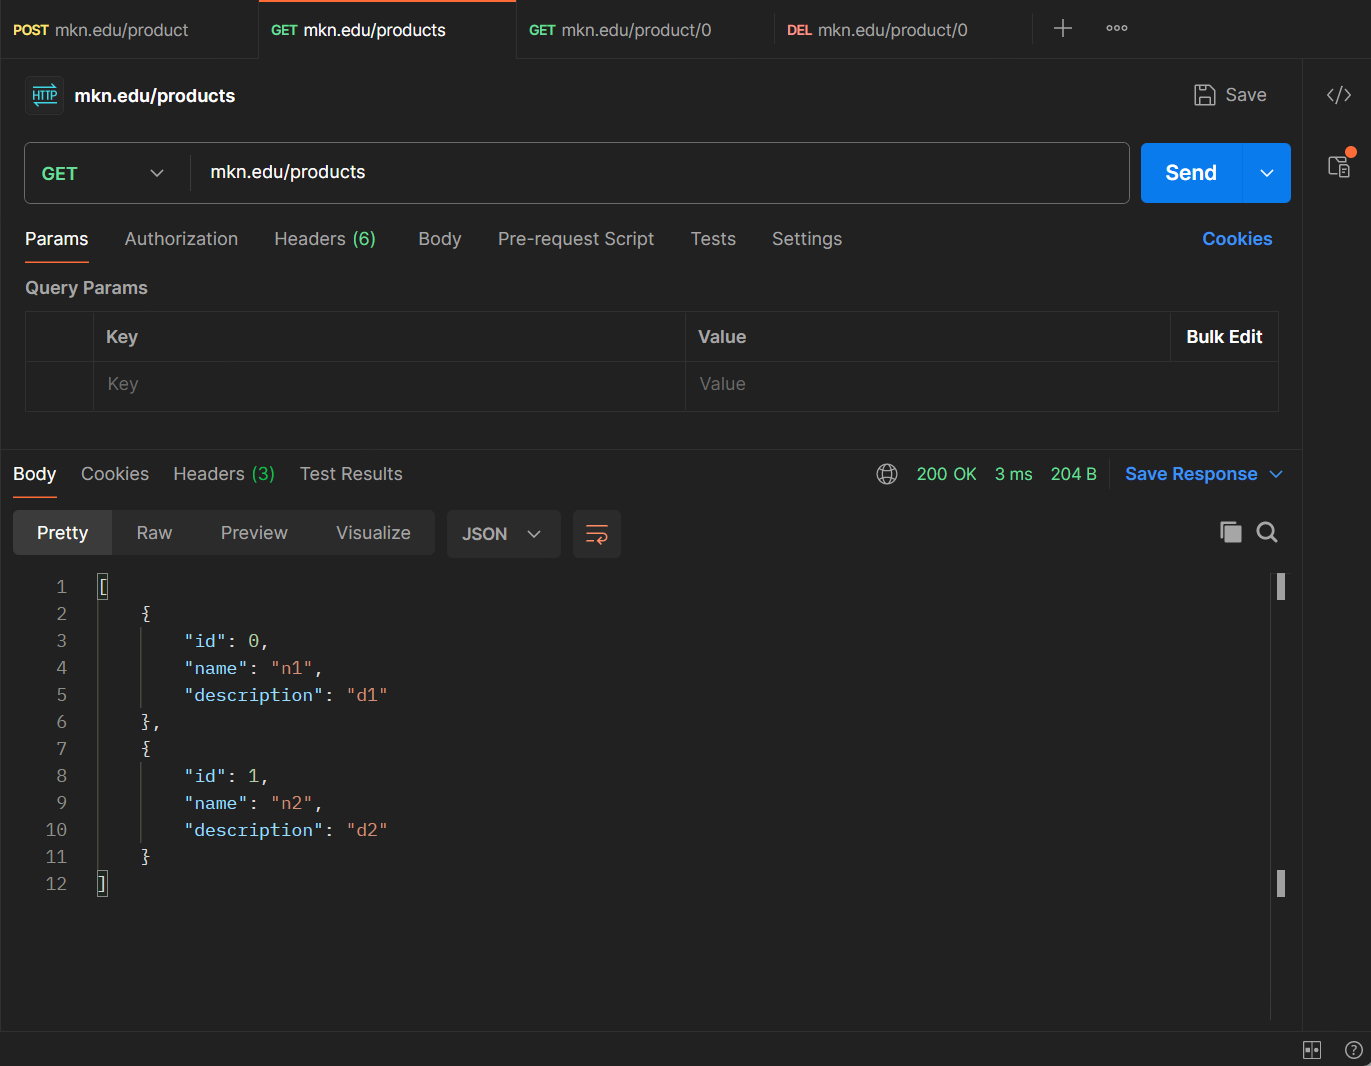 POST mkn.edu/product GET mkn.edu/products GET mkn.edu/product/0 DEL mkn.edu/product/0
HTTP mkn.edu/products Save
GET mkn.edu/products Send
Params Authorization Headers (6) Body Pre-request Script Tests Settings Cookies
Query Params
Key Value Bulk Edit
Key Value
Body Cookies Headers (3) Test Results 200 OK 3 ms 204 B Save Response
Pretty Raw Preview Visualize JSON
1 [
2 {
3 "id": 0,
4 "name": "n1",
5 "description": "d1"
6 },
7 {
8 "id": 1,
9 "name": "n2",
10 "description": "d2"
11 }
12 ]